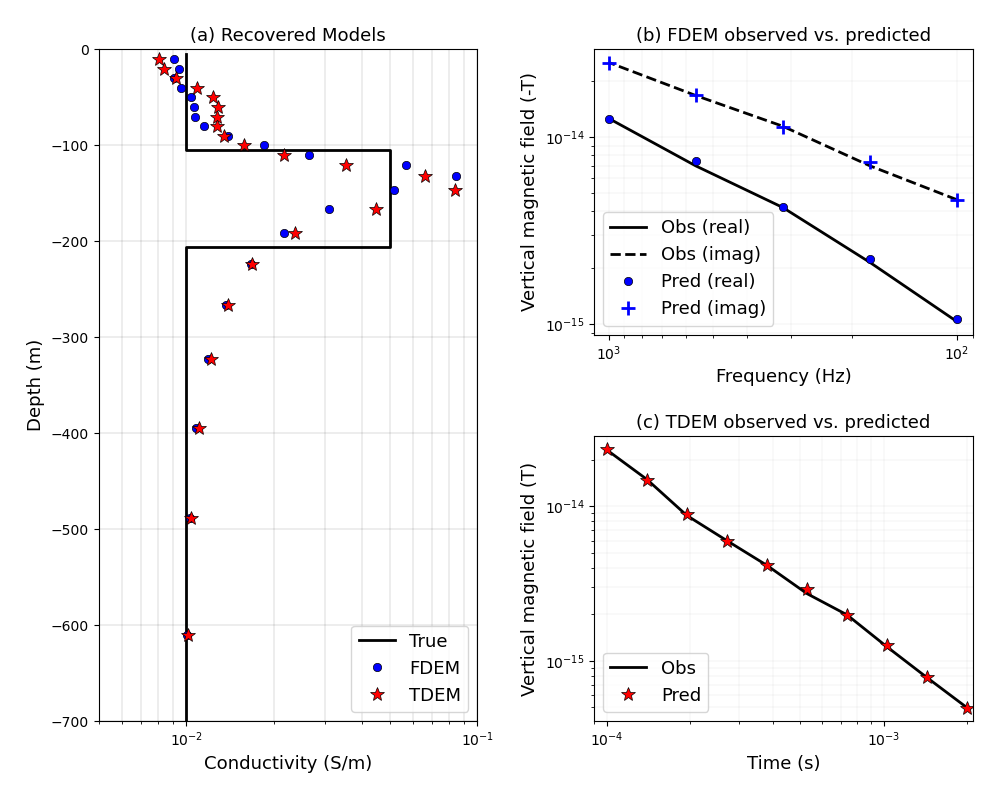 (a) Recovered Models
0
−100
−200
−300
−400
−500
−600
−700
Depth (m)
10⁻²
10⁻¹
Conductivity (S/m)
True
FDEM
TDEM
(b) FDEM observed vs. predicted
Vertical magnetic field (-T)
10⁻¹⁴
10⁻¹⁵
Obs (real)
Obs (imag)
Pred (real)
Pred (imag)
10³
10²
Frequency (Hz)
(c) TDEM observed vs. predicted
Vertical magnetic field (T)
10⁻¹⁴
10⁻¹⁵
Obs
Pred
10⁻⁴
10⁻³
Time (s)